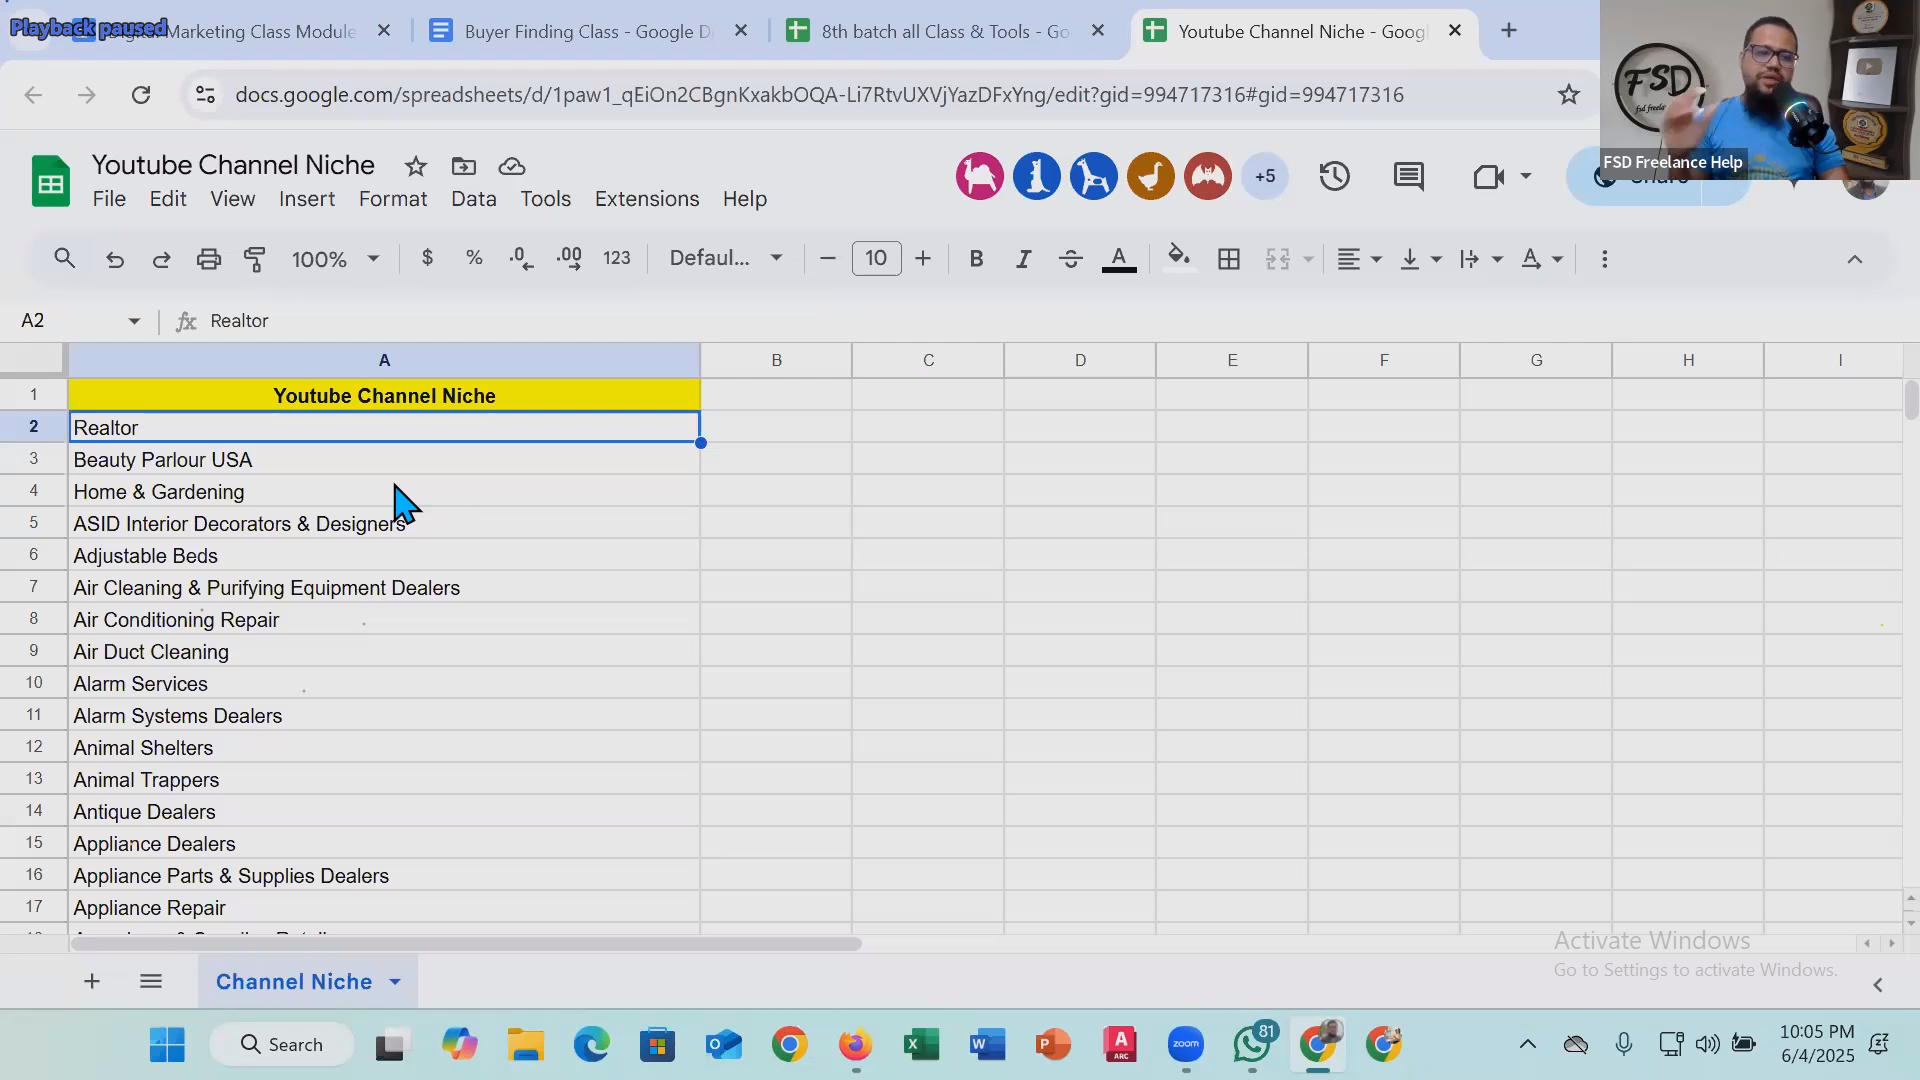 Playback paused
Digital Marketing Class Module
Buyer Finding Class - Google D
8th batch all Class & Tools - Go
Youtube Channel Niche - Googl
docs.google.com/spreadsheets/d/1paw1_qEiOn2CBgnKxakbOQA-Li7RtvUXVjYazDFxYng/edit?gid=994717316#gid=994717316
FSD
FSD Freelance Help
Youtube Channel Niche
+5
Share
File Edit View Insert Format Data Tools Extensions Help
100% $ % .0 .00 123 Defaul... 10 B I A
A2 Realtor
A B C D E F G H I
1 Youtube Channel Niche
2 Realtor
3 Beauty Parlour USA
4 Home & Gardening
5 ASID Interior Decorators & Designers
6 Adjustable Beds
7 Air Cleaning & Purifying Equipment Dealers
8 Air Conditioning Repair
9 Air Duct Cleaning
10 Alarm Services
11 Alarm Systems Dealers
12 Animal Shelters
13 Animal Trappers
14 Antique Dealers
15 Appliance Dealers
16 Appliance Parts & Supplies Dealers
17 Appliance Repair
Activate Windows
Go to Settings to activate Windows.
Channel Niche
Search
81
zoom
ARC
10:05 PM
6/4/2025